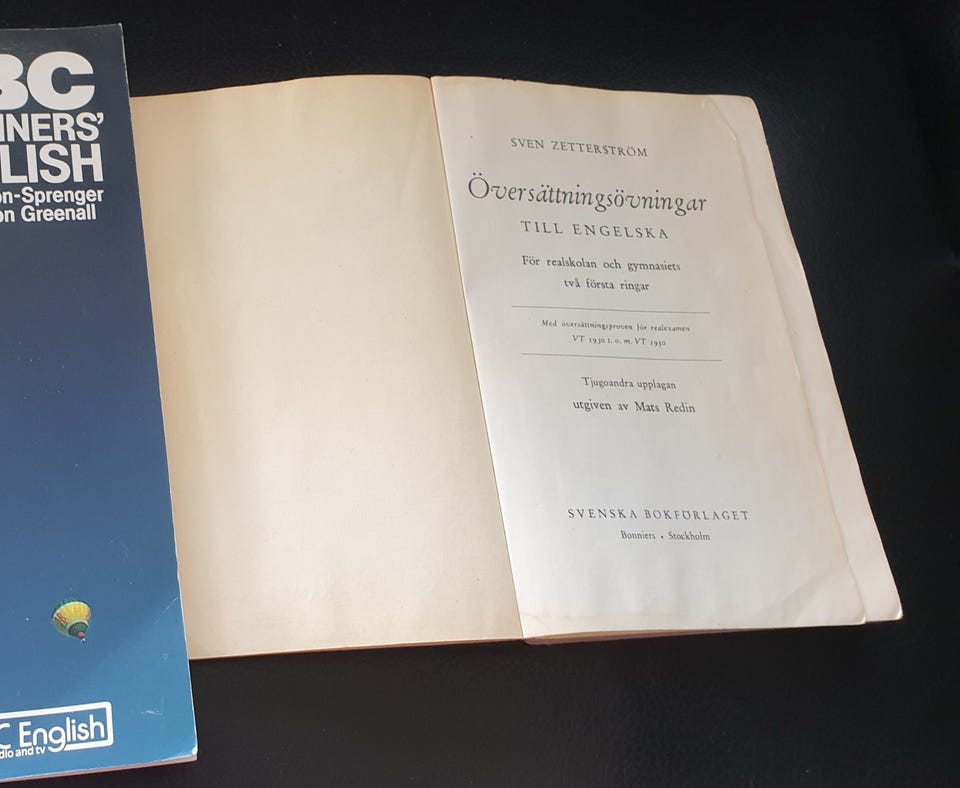 BC
NNERS'
LISH
on-Sprenger
on Greenall
C English
dio and tv
SVEN ZETTERSTRÖM
Översättningsövningar
TILL ENGELSKA
För realskolan och gymnasiets
två första ringar
Med översättningsproven för realexamen
VT 1930 t. o. m. VT 1950
Tjugoandra upplagan
utgiven av Mats Redin
SVENSKA BOKFÖRLAGET
Bonniers • Stockholm